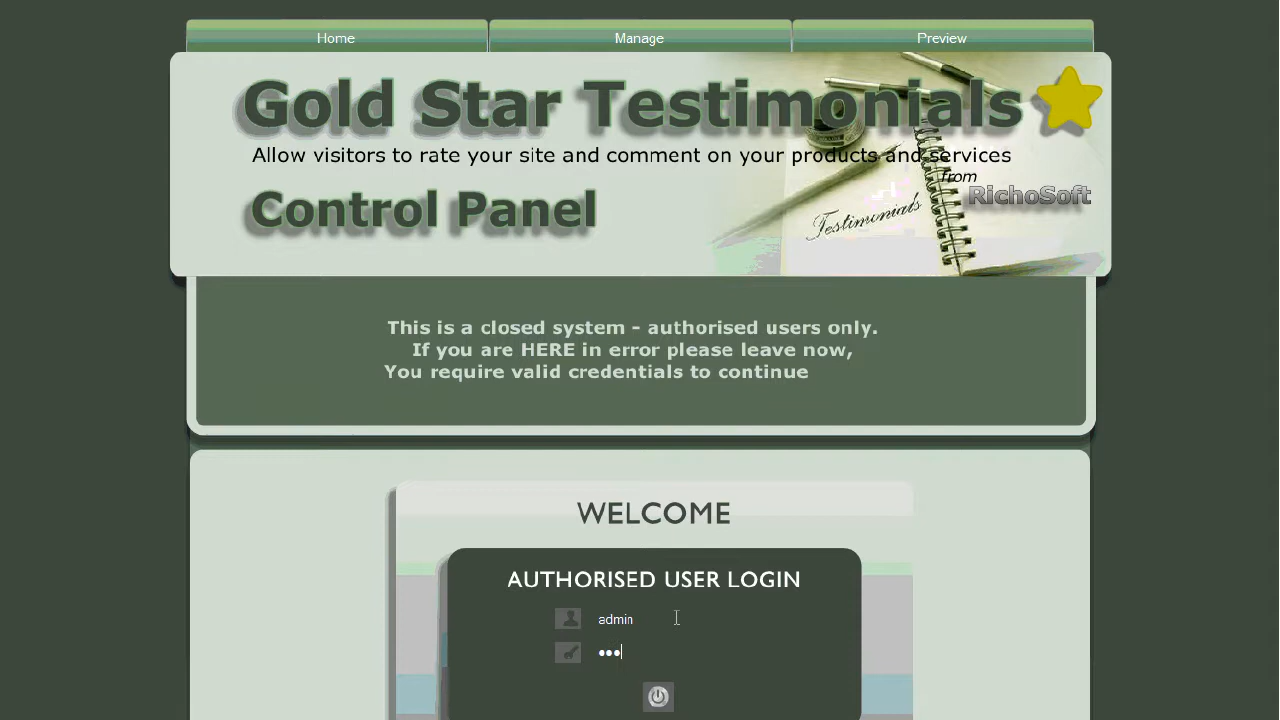 Home
Manage
Preview
Gold Star Testimonials
Allow visitors to rate your site and comment on your products and services
from
RichoSoft
Control Panel
Testimonials
This is a closed system - authorised users only.
If you are HERE in error please leave now,
You require valid credentials to continue
WELCOME
AUTHORISED USER LOGIN
admin
•••